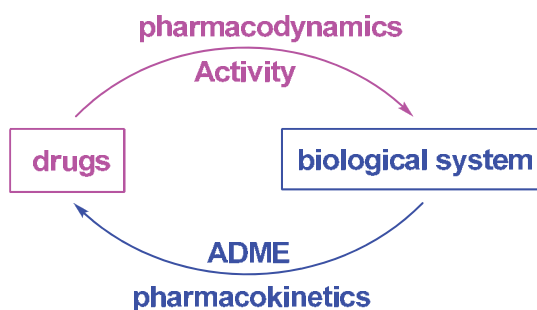 pharmacodynamics
Activity
drugs
biological system
ADME
pharmacokinetics